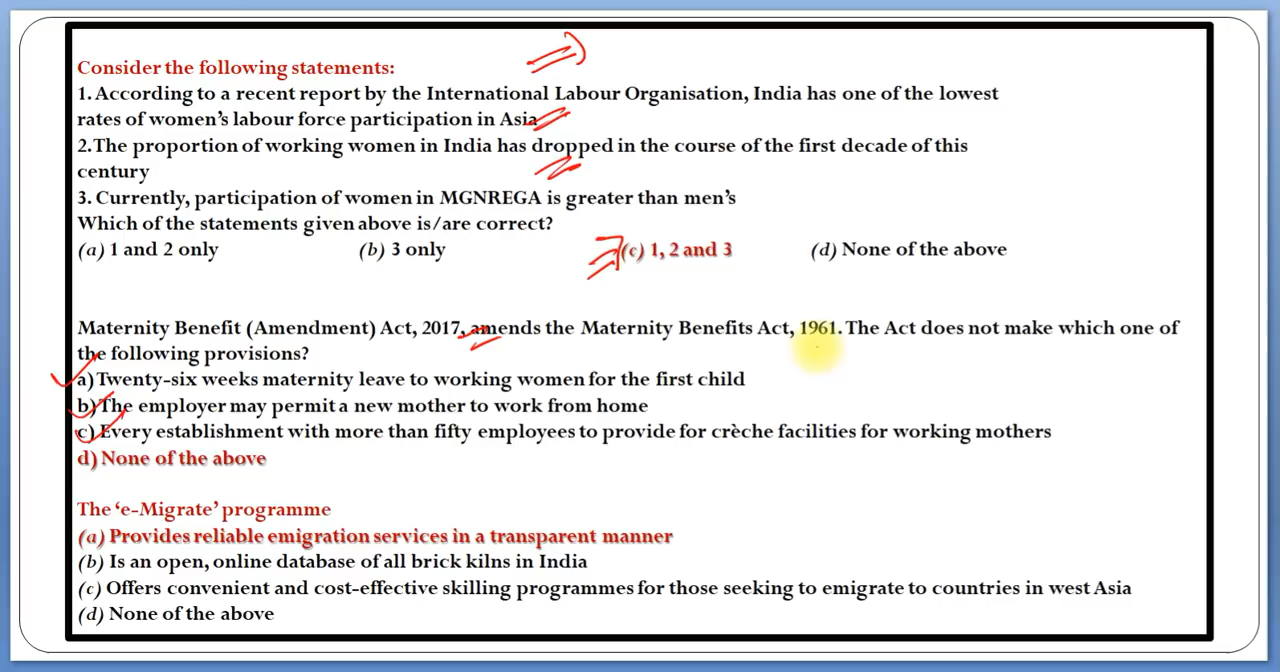 Consider the following statements:
1. According to a recent report by the International Labour Organisation, India has one of the lowest
rates of women's labour force participation in Asia
2.The proportion of working women in India has dropped in the course of the first decade of this
century
3. Currently, participation of women in MGNREGA is greater than men's
Which of the statements given above is/are correct?
(a) 1 and 2 only (b) 3 only (c) 1, 2 and 3 (d) None of the above
Maternity Benefit (Amendment) Act, 2017, amends the Maternity Benefits Act, 1961. The Act does not make which one of
the following provisions?
a) Twenty-six weeks maternity leave to working women for the first child
b) The employer may permit a new mother to work from home
c) Every establishment with more than fifty employees to provide for crèche facilities for working mothers
d) None of the above
The 'e-Migrate' programme
(a) Provides reliable emigration services in a transparent manner
(b) Is an open, online database of all brick kilns in India
(c) Offers convenient and cost-effective skilling programmes for those seeking to emigrate to countries in west Asia
(d) None of the above